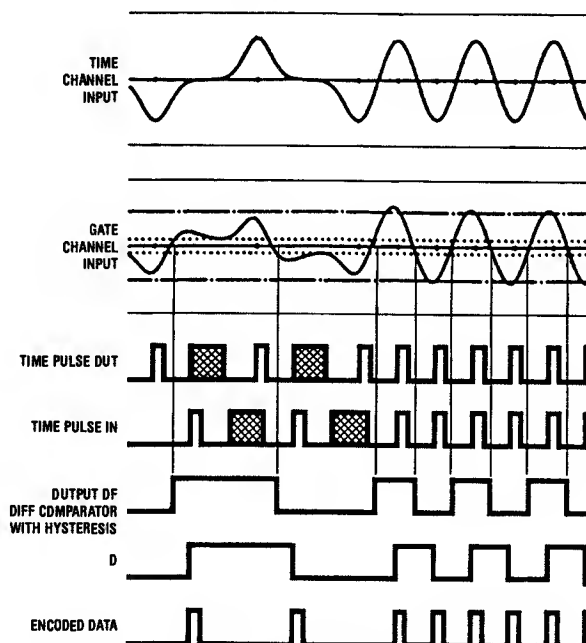 TIME
CHANNEL
INPUT
GATE
CHANNEL
INPUT
TIME PULSE DUT
TIME PULSE IN
DUTPUT DF
DIFF CDMPARATOR
WITH HYSTERESIS
D
ENCODED DATA